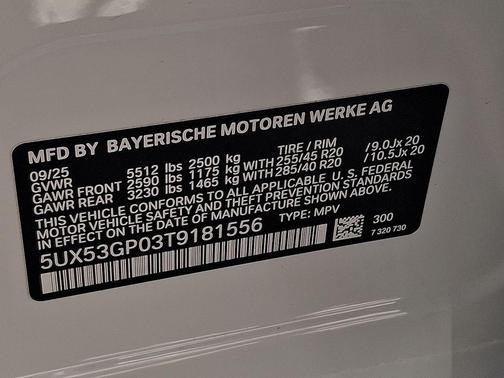 MFD BY BAYERISCHE MOTOREN WERKE AG
09/25 TIRE / RIM
GVWR 5512 lbs 2500 kg
GAWR FRONT 2590 lbs 1175 kg WITH 255/45 R20 / 9.0Jx 20
GAWR REAR 3230 lbs 1465 kg WITH 285/40 R20 / 10.5Jx 20
THIS VEHICLE CONFORMS TO ALL APPLICABLE U. S. FEDERAL
MOTOR VEHICLE SAFETY STANDARDS
IN EFFECT ON THE DATE OF MANUFACTURE SHOWN ABOVE.
5UX53GP03T9181556 TYPE: MPV
300
7 320 730